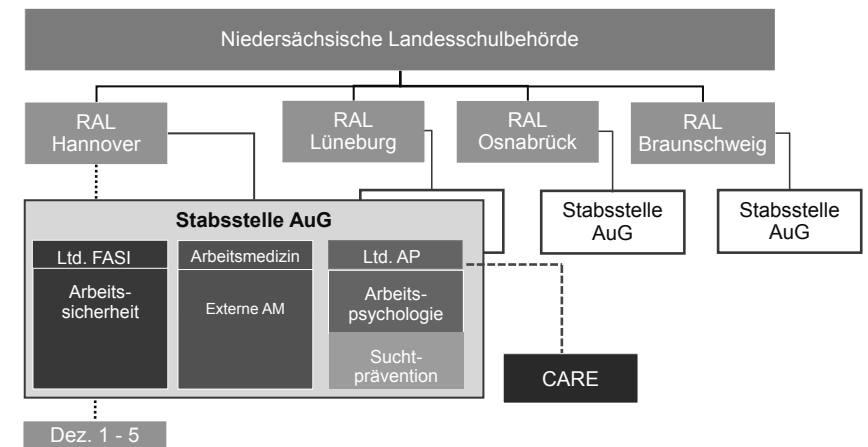 Niedersächsische Landesschulbehörde
RAL
Hannover
RAL
Lüneburg
RAL
Osnabrück
RAL
Braunschweig
Stabsstelle AuG
Stabsstelle
AuG
Stabsstelle
AuG
Ltd. FASI
Arbeits-
sicherheit
Arbeitsmedizin
Externe AM
Ltd. AP
Arbeits-
psychologie
Sucht-
prävention
CARE
Dez. 1 - 5